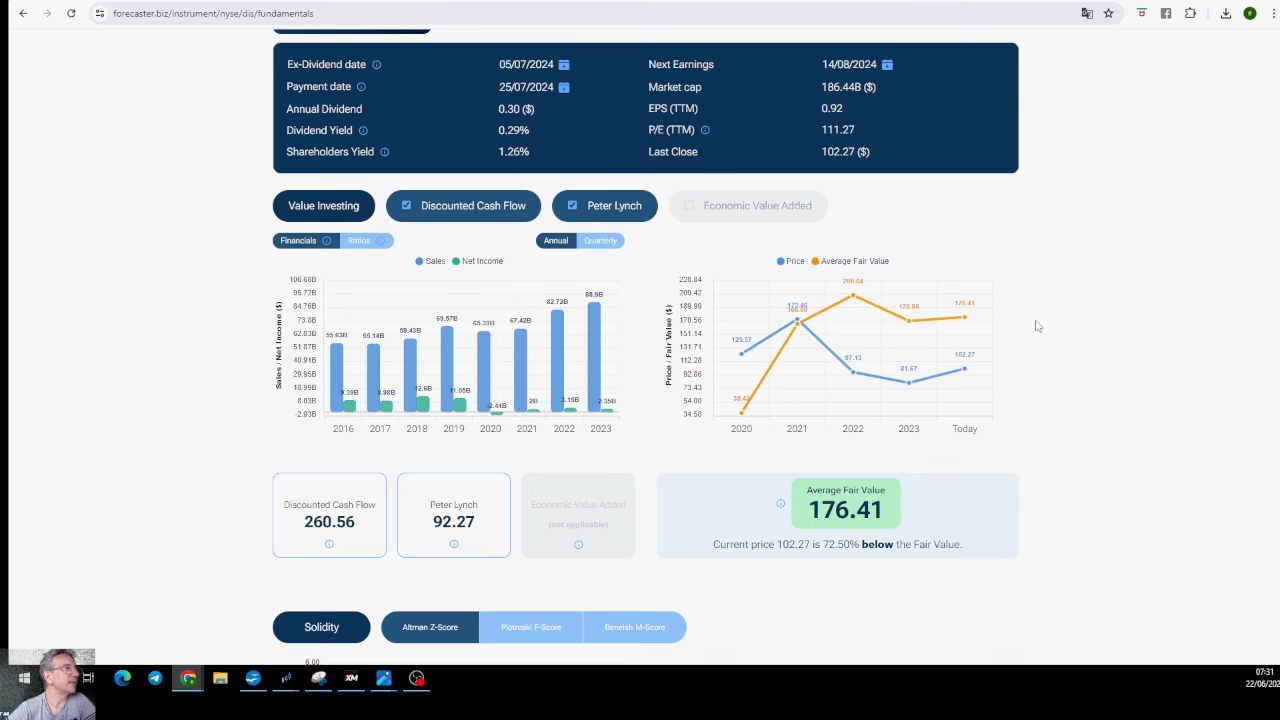 forecaster.biz/instrument/nyse/dis/fundamentals
Ex-Dividend date 05/07/2024 Next Earnings 14/08/2024
Payment date 25/07/2024 Market cap 186.44B ($)
Annual Dividend 0.30 ($) EPS (TTM) 0.92
Dividend Yield 0.29% P/E (TTM) 111.27
Shareholders Yield 1.26% Last Close 102.27 ($)
Value Investing Discounted Cash Flow Peter Lynch Economic Value Added
Financials Ratios Annual Quarterly
Sales Net Income
Price Average Fair Value
Sales / Net Income ($)
106.68B
95.72B
84.76B
73.8B
62.83B
51.87B
40.91B
29.95B
18.99B
8.03B
-2.93B
55.63B 55.14B 59.43B 69.57B 65.39B 67.42B 82.72B 88.9B
9.39B 8.98B 12.6B 11.05B -2.44B 2B 3.15B 2.35B
2016 2017 2018 2019 2020 2021 2022 2023
Price / Fair Value ($)
228.84
209.42
189.99
170.56
151.14
131.71
112.28
92.86
73.43
54.00
34.58
123.37 97.13 81.67 102.27
208.04 170.86 176.41
2020 2021 2022 2023 Today
Discounted Cash Flow
260.56
Peter Lynch
92.27
Economic Value Added
(not applicable)
Average Fair Value
176.41
Current price 102.27 is 72.50% below the Fair Value.
Solidity Altman Z-Score Piotroski F-Score Beneish M-Score
6.00
XM
07:31